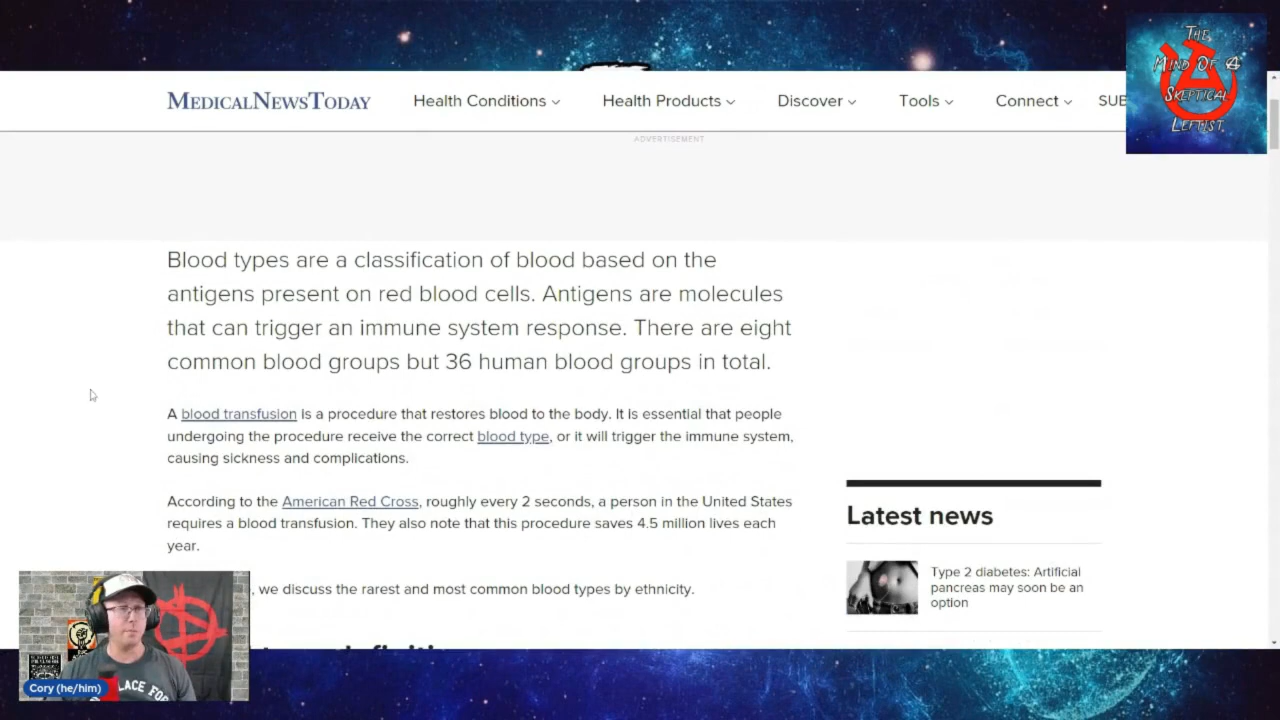 THE
MIND OF A
SKEPTICAL
LEFTIST
MEDICALNEWSTODAY
Health Conditions
Health Products
Discover
Tools
Connect
SUB
ADVERTISEMENT
Blood types are a classification of blood based on the
antigens present on red blood cells. Antigens are molecules
that can trigger an immune system response. There are eight
common blood groups but 36 human blood groups in total.
A blood transfusion is a procedure that restores blood to the body. It is essential that people
undergoing the procedure receive the correct blood type, or it will trigger the immune system,
causing sickness and complications.
According to the American Red Cross, roughly every 2 seconds, a person in the United States
requires a blood transfusion. They also note that this procedure saves 4.5 million lives each
year.
, we discuss the rarest and most common blood types by ethnicity.
Latest news
Type 2 diabetes: Artificial
pancreas may soon be an
option
Cory (he/him)
LACE FOR